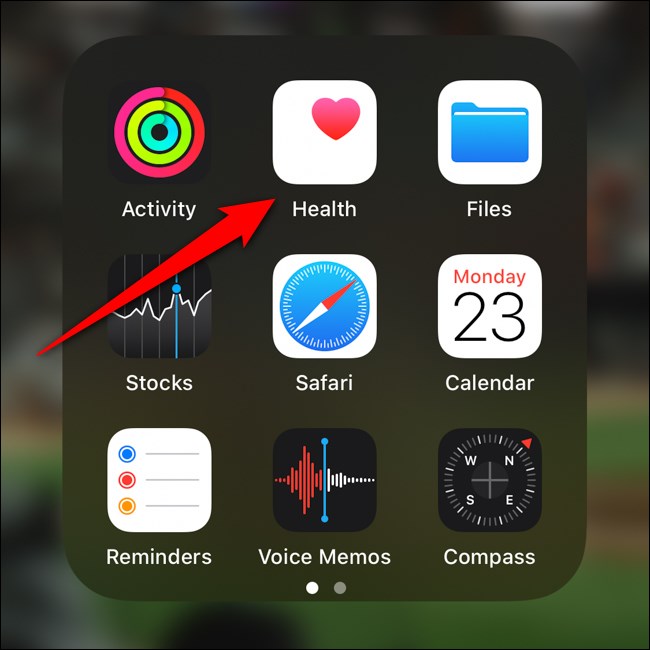 Activity Health Files
Monday
23
Stocks Safari Calendar
W N
S E
Reminders Voice Memos Compass